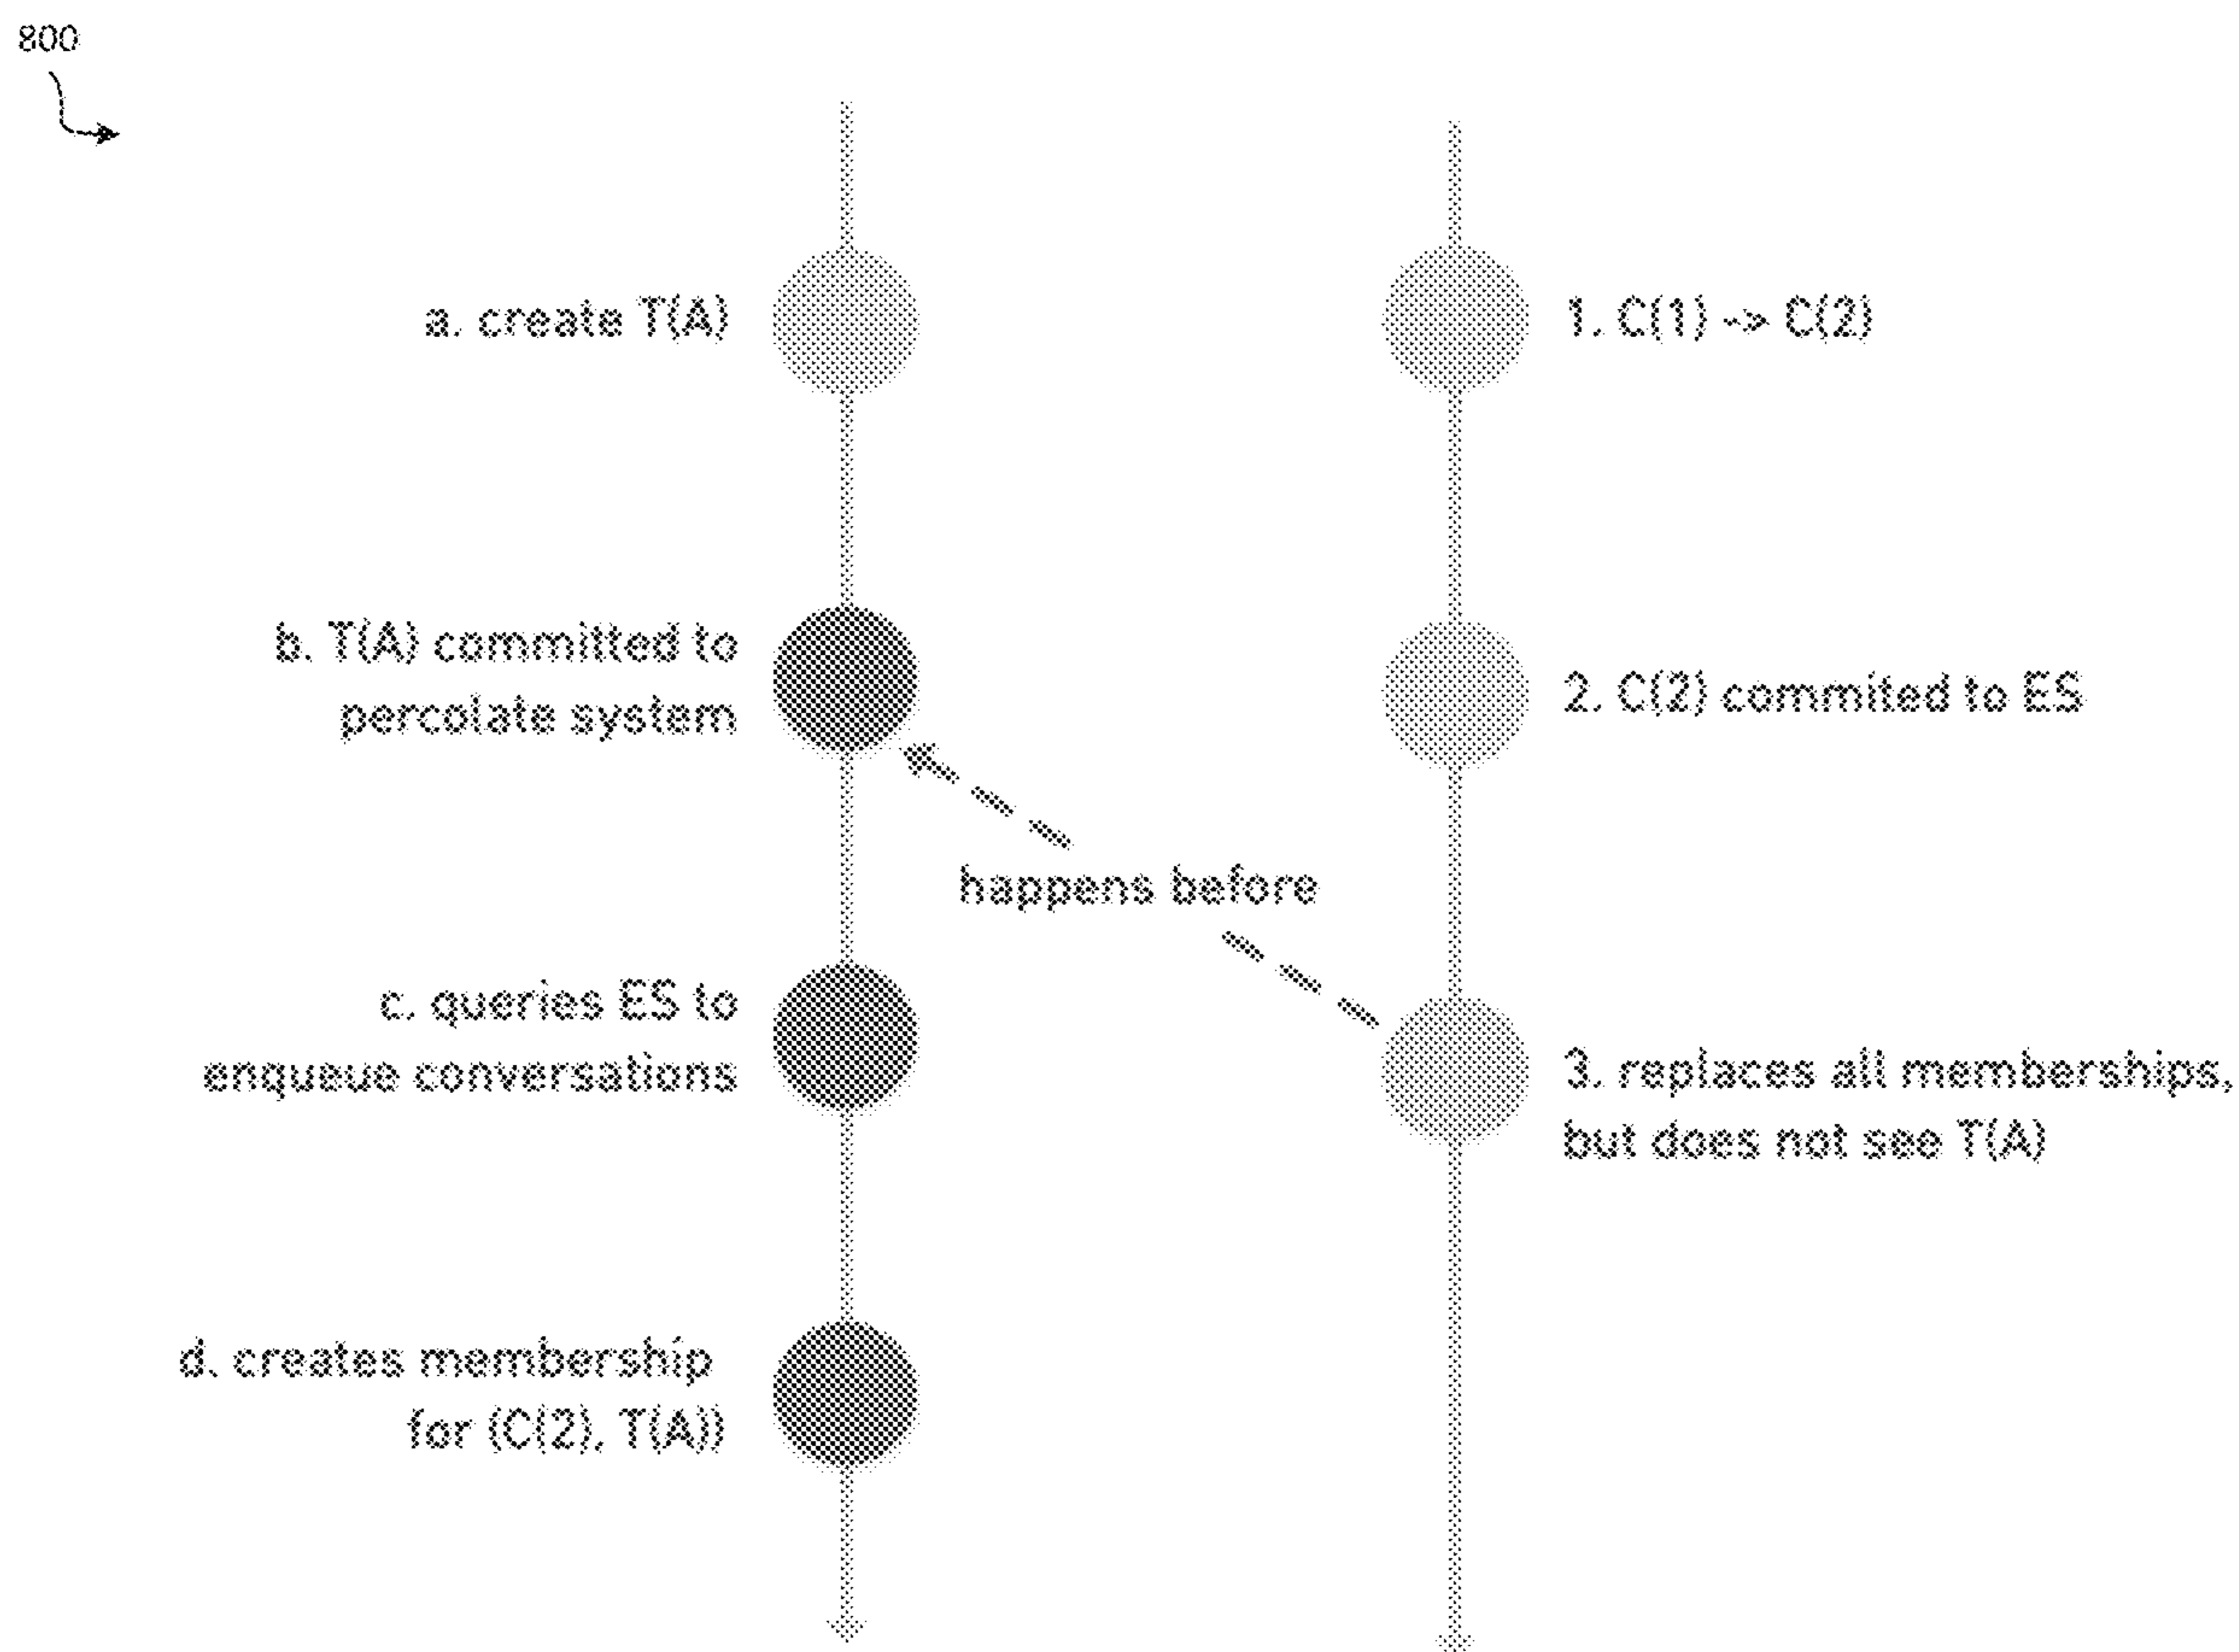 800
a. create T(A)
1. C(1) -> C(2)
b. T(A) committed to
percolate system
2. C(2) commited to ES
happens before
c. queries ES to
enqueue conversations
3. replaces all memberships,
but does not see T(A)
d. creates membership
for (C(2), T(A))